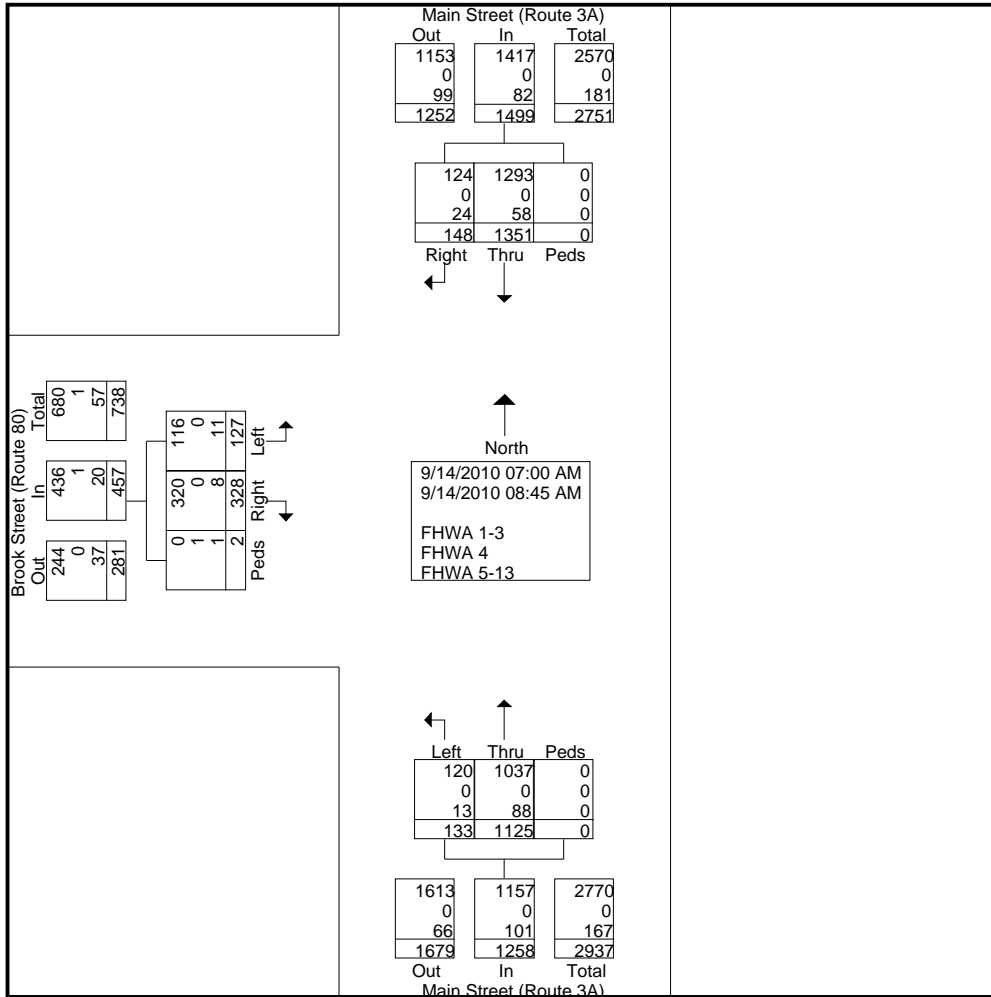 Main Street (Route 3A)
Out In Total
1153 1417 2570
0 0 0
99 82 181
1252 1499 2751
124 1293 0
0 0 0
24 58 0
148 1351 0
Right Thru Peds
Brook Street (Route 80)
Out In Total
244 436 680
0 1 1
37 20 57
281 457 738
0 320 116
1 0 0
1 8 11
2 328 127
Peds Right Left
North
9/14/2010 07:00 AM
9/14/2010 08:45 AM
FHWA 1-3
FHWA 4
FHWA 5-13
Left Thru Peds
120 1037 0
0 0 0
13 88 0
133 1125 0
1613 1157 2770
0 0 0
66 101 167
1679 1258 2937
Out In Total
Main Street (Route 3A)